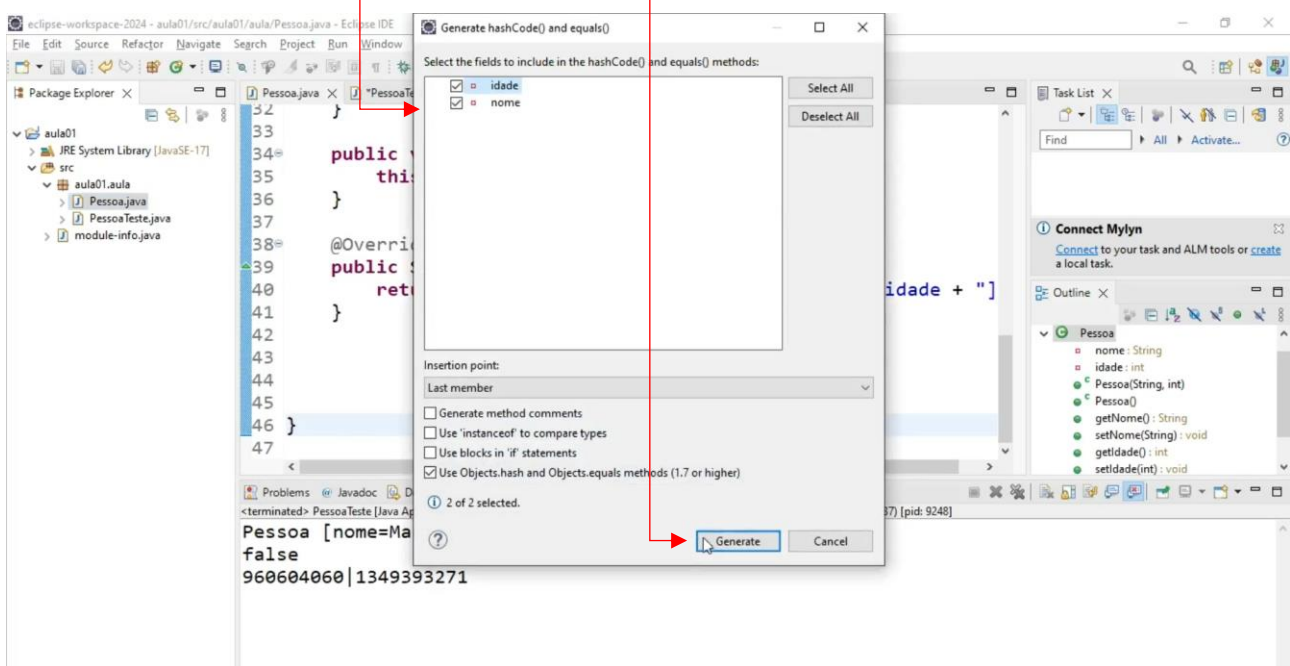 eclipse-workspace-2024 - aula01/src/aula01/aula/Pessoa.java - Eclipse IDE
File Edit Source Refactor Navigate Search Project Run Window
Package Explorer
aula01
JRE System Library [JavaSE-17]
src
aula01.aula
Pessoa.java
PessoaTeste.java
module-info.java
Pessoa.java
*PessoaTe
32 }
33
34 public v
35 this
36 }
37
38 @Overri
39 public S
40 retu idade + "]
41 }
42
43
44
45
46 }
47
Generate hashCode() and equals()
Select the fields to include in the hashCode() and equals() methods:
idade
nome
Select All
Deselect All
Insertion point:
Last member
Generate method comments
Use 'instanceof' to compare types
Use blocks in 'if' statements
Use Objects.hash and Objects.equals methods (1.7 or higher)
2 of 2 selected.
Generate
Cancel
Task List
Find All Activate...
Connect Mylyn
Connect to your task and ALM tools or create
a local task.
Outline
Pessoa
nome : String
idade : int
Pessoa(String, int)
Pessoa()
getNome() : String
setNome(String) : void
getIdade() : int
setIdade(int) : void
Problems Javadoc D
<terminated> PessoaTeste [Java Ap 37) [pid: 9248]
Pessoa [nome=Ma
false
960604060|1349393271